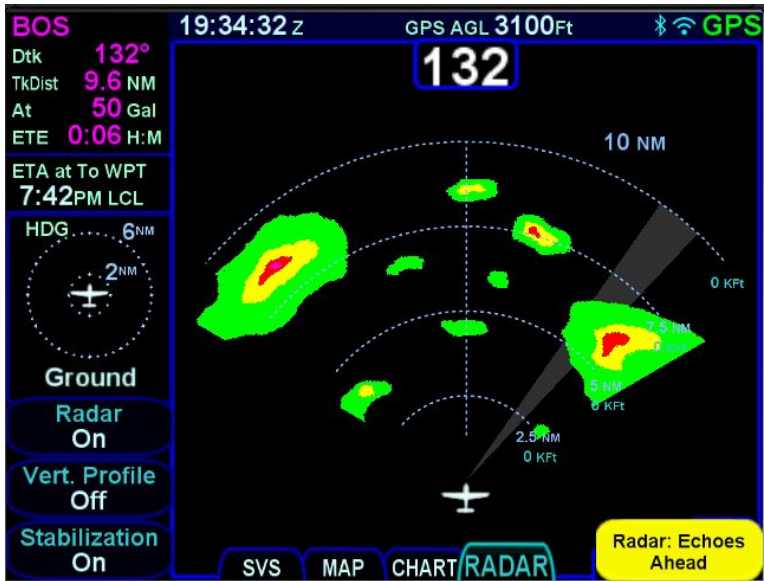 BOS
Dtk 132°
TkDist 9.6 NM
At 50 Gal
ETE 0:06 H:M
ETA at To WPT
7:42PM LCL
HDG
6NM
2NM
Ground
Radar
On
Vert. Profile
Off
Stabilization
On
19:34:32 Z
GPS AGL 3100Ft
GPS
132
10 NM
0 KFt
7.5 NM
0 KFt
5 NM
0 KFt
2.5 NM
0 KFt
SVS
MAP
CHART
RADAR
Radar: Echoes
Ahead